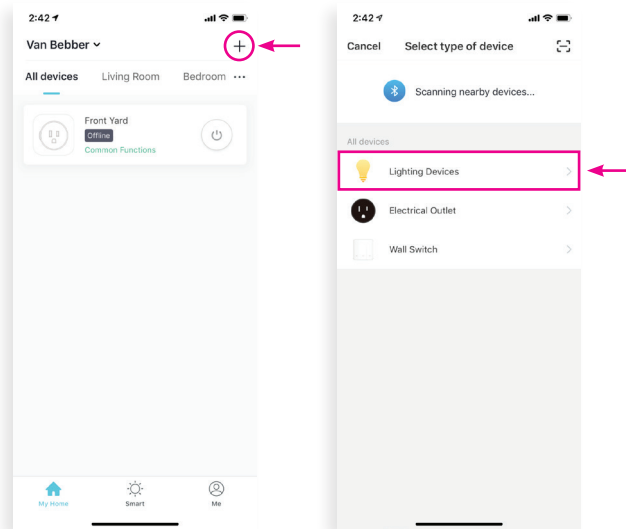 2:42
Van Bebber
All devices Living Room Bedroom ...
Front Yard
Offline
Common Functions
My Home Smart Me
2:42
Cancel Select type of device
Scanning nearby devices...
All devices
Lighting Devices
Electrical Outlet
Wall Switch